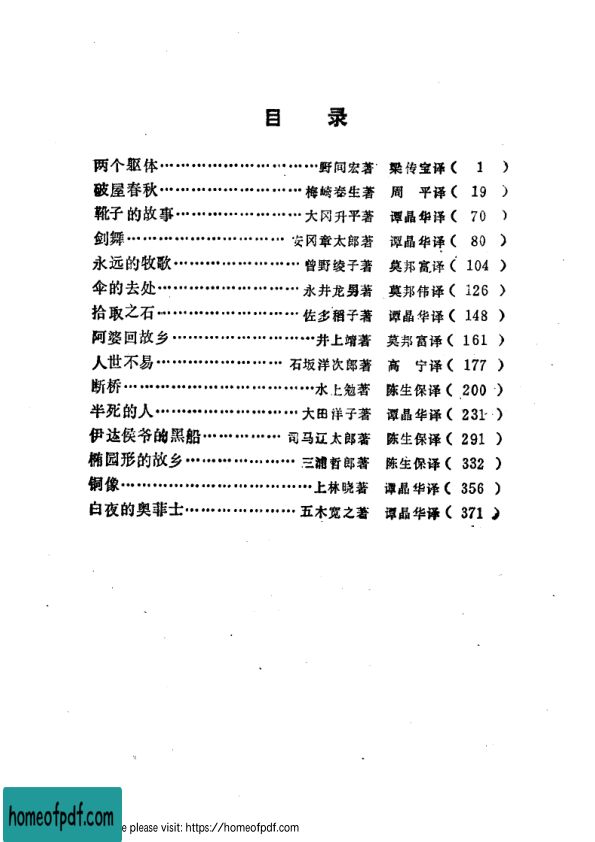 目 录
两个躯体…………………………野间宏著 梁传宝译( 1 )
破屋春秋…………………梅崎春生著 周 平译( 19 )
靴子的故事…………………大冈升平著 谭晶华译( 70 )
剑舞…………………………安冈章太郎著 谭晶华译( 80 )
永远的牧歌…………………曾野绫子著 莫邦富译( 104 )
伞的去处……………………永井龙男著 莫邦伟译( 126 )
拾取之石……………………佐多稻子著 谭晶华译( 148 )
阿婆回故乡……………………井上靖著 莫邦富译( 161 )
人世不易…………………石坂洋次郎著 高 宁译( 177 )
断桥……………………………水上勉著 陈生保译( 200 )
半死的人……………………大田洋子著 谭晶华译( 231 )
伊达侯爷的黑船……………司马辽太郎著 陈生保译( 291 )
椭园形的故乡………………三浦哲郎著 陈生保译( 332 )
铜像……………………………上林晓著 谭晶华译( 356 )
白夜的奥菲士…………………五木宽之著 谭晶华译( 371 )
homeofpdf.com
e please visit: https://homeofpdf.com